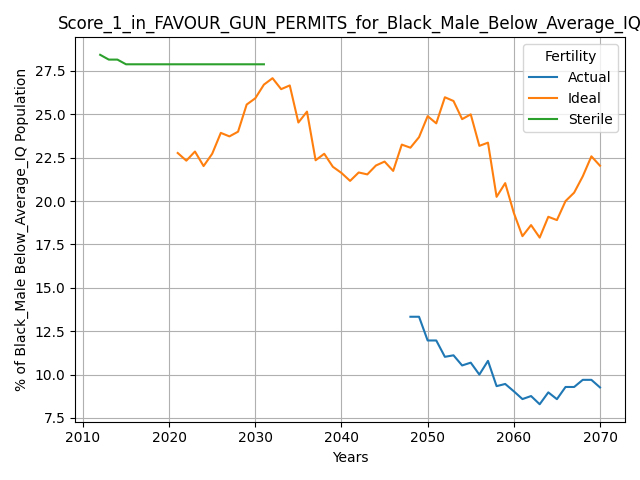 Score_1_in_FAVOUR_GUN_PERMITS_for_Black_Male_Below_Average_IQ
% of Black_Male Below_Average_IQ Population
27.5
25.0
22.5
20.0
17.5
15.0
12.5
10.0
7.5
Fertility
Actual
Ideal
Sterile
2010 2020 2030 2040 2050 2060 2070
Years